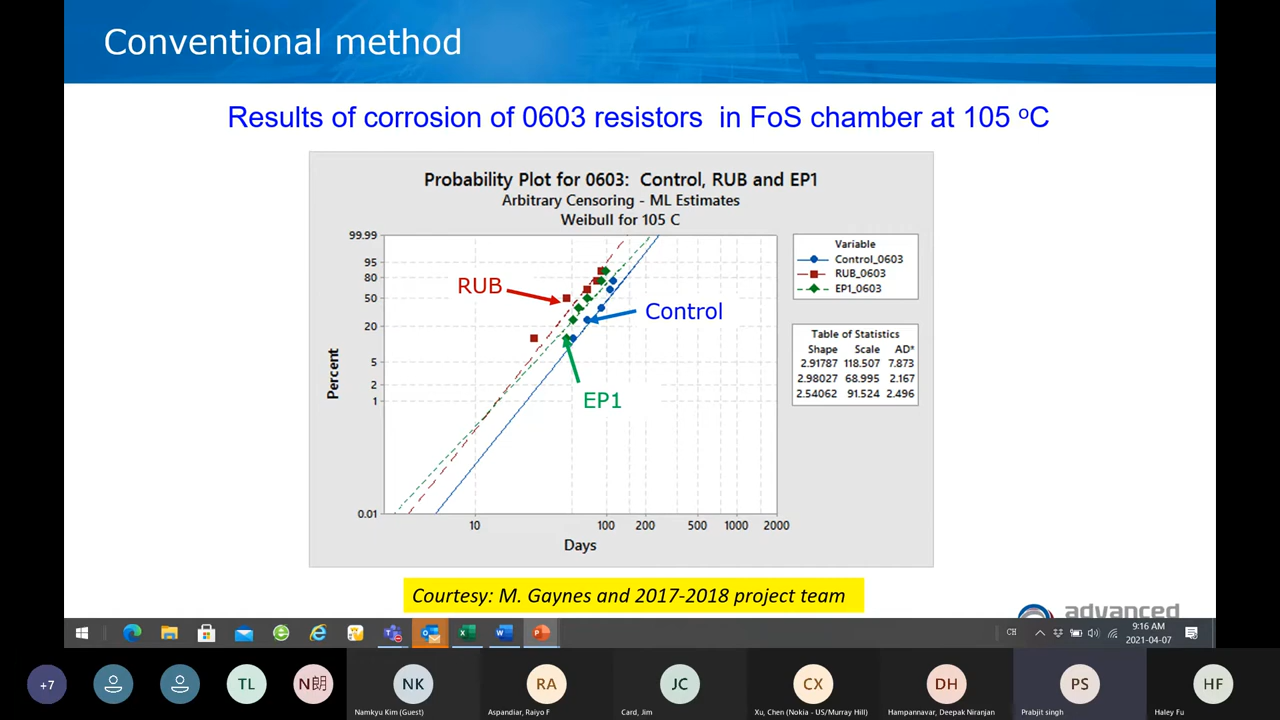 Conventional method
Results of corrosion of 0603 resistors in FoS chamber at 105 ºC
Probability Plot for 0603: Control, RUB and EP1
Arbitrary Censoring - ML Estimates
Weibull for 105 C
99.99
95
80
50
20
5
2
1
0.01
Percent
RUB
Control
EP1
10
100
200
500
1000
2000
Days
Variable
Control_0603
RUB_0603
EP1_0603
Table of Statistics
Shape Scale AD*
2.91787 118.507 7.873
2.98027 68.995 2.167
2.54062 91.524 2.496
Courtesy: M. Gaynes and 2017-2018 project team
advanced
CH
9:16 AM
2021-04-07
+7
TL
N朗
NK
RA
JC
CX
DH
PS
HF
Namkyu Kim (Guest)
Aspandiar, Raiyo F
Card, Jim
Xu, Chen (Nokia - US/Murray Hill)
Hampannavar, Deepak Niranjan
Prabjit singh
Haley Fu